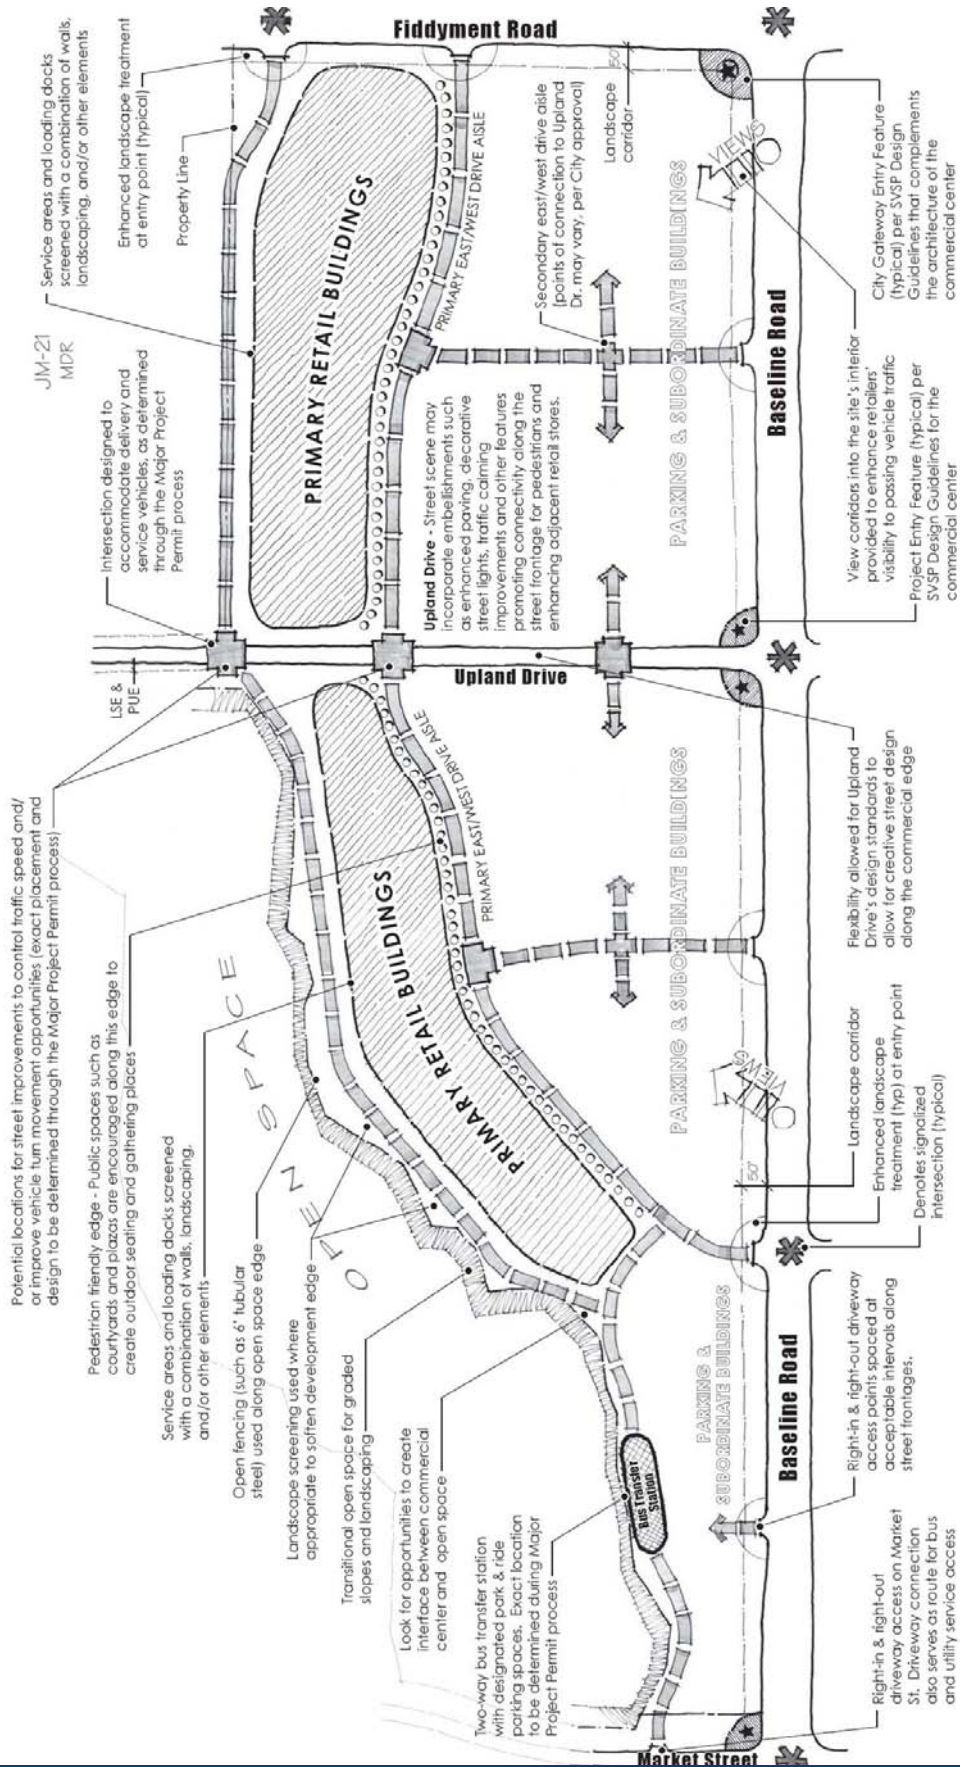 Potential locations for street improvements to control traffic speed and/
or improve vehicle turn movement opportunities (exact placement and
design to be determined through the Major Project Permit process)
Pedestrian friendly edge - Public spaces such as
courtyards and plazas are encouraged along this edge to
create outdoor seating and gathering places
Service areas and loading docks screened
with a combination of walls, landscaping,
and/or other elements
Open fencing (such as 6' tubular
steel) used along open space edge
Landscape screening used where
appropriate to soften development edge
Transitional open space for graded
slopes and landscaping
Look for opportunities to create
interface between commercial
center and open space
Two-way bus transfer station
with designated park & ride
parking spaces. Exact location
to be determined during Major
Project Permit process
OPEN SPACE
LSE &
PUE
JM-21
MDR
Intersection designed to
accommodate delivery and
service vehicles, as determined
through the Major Project
Permit process
Service areas and loading docks
screened with a combination of walls,
landscaping, and/or other elements
Enhanced landscape treatment
at entry point (typical)
Property Line
PRIMARY RETAIL BUILDINGS
PRIMARY RETAIL BUILDINGS
PRIMARY EAST/WEST DRIVE AISLE
PRIMARY EAST/WEST DRIVE AISLE
Upland Drive - Street scene may
incorporate embellishments such
as enhanced paving, decorative
street lights, traffic calming
improvements and other features
promoting connectivity along the
street frontage for pedestrians and
enhancing adjacent retail stores.
Secondary east/west drive aisle
(points of connection to Upland
Dr. may vary, per City approval)
Landscape
corridor
50'
Fiddyment Road
Upland Drive
Bus Transfer
Station
PARKING &
SUBORDINATE BUILDINGS
PARKING & SUBORDINATE BUILDINGS
PARKING & SUBORDINATE BUILDINGS
VIEWS
INTO
VIEWS
INTO
50'
Market Street
Baseline Road
Baseline Road
Right-in & right-out
driveway access on Market
St. Driveway connection
also serves as route for bus
and utility service access
Right-in & right-out driveway
access points spaced at
acceptable intervals along
street frontages.
Landscape corridor
Enhanced landscape
treatment (typ) at entry point
Denotes signalized
intersection (typical)
Flexibility allowed for Upland
Drive's design standards to
allow for creative street design
along the commercial edge
View corridors into the site's interior
provided to enhance retailers'
visibility to passing vehicle traffic
Project Entry Feature (typical) per
SVSP Design Guidelines for the
commercial center
City Gateway Entry Feature
(typical) per SVSP Design
Guidelines that complements
the architecture of the
commercial center